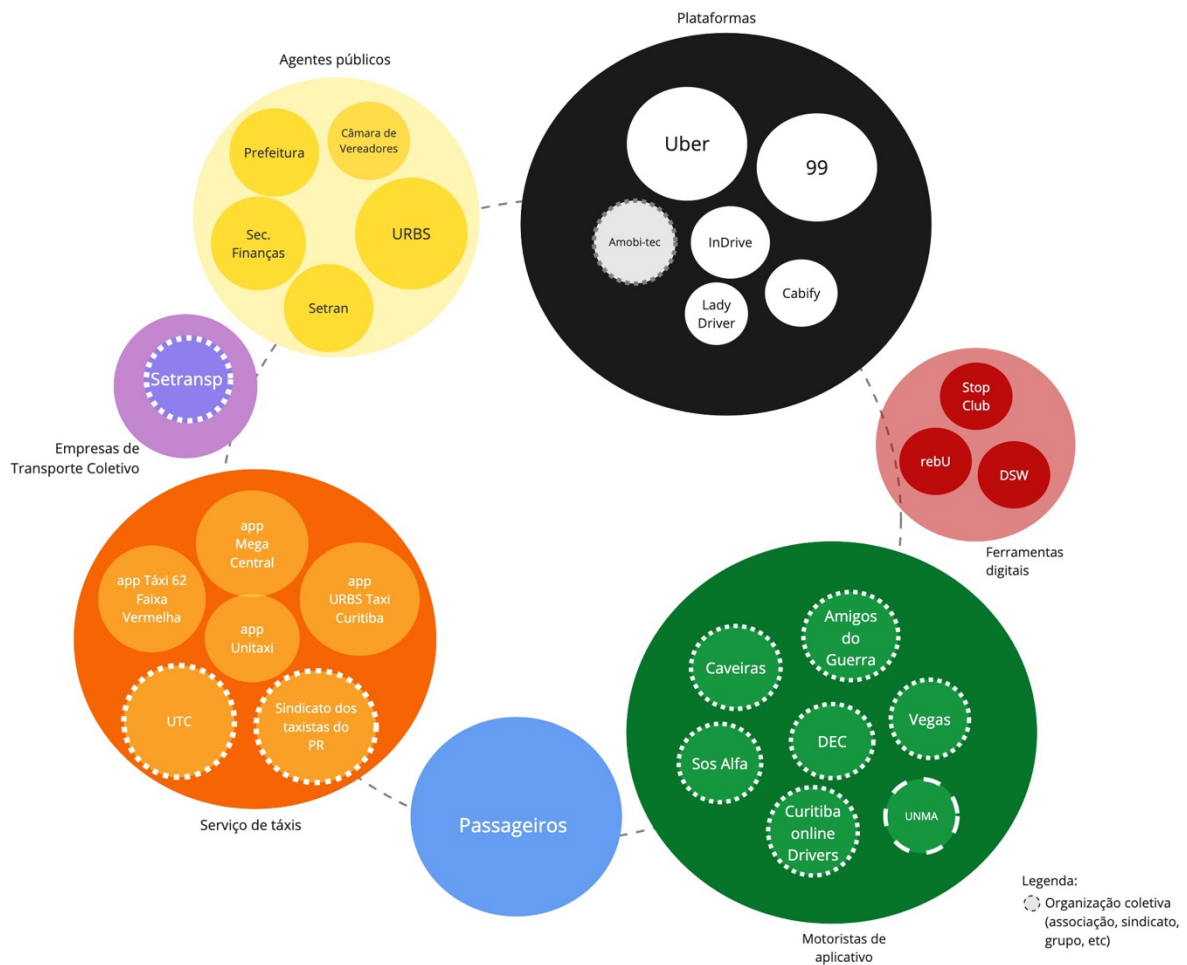 Plataformas
Uber
99
Amobi-tec
InDrive
Lady
Driver
Cabify
Agentes públicos
Prefeitura
Câmara de
Vereadores
Sec.
Finanças
URBS
Setran
Setransp
Empresas de
Transporte Coletivo
Stop
Club
rebU
DSW
Ferramentas
digitais
app
Mega
Central
app Táxi 62
Faixa
Vermelha
app
URBS Taxi
Curitiba
app
Unitaxi
UTC
Sindicato dos
taxistas do
PR
Serviço de táxis
Passageiros
Amigos
do
Guerra
Caveiras
Vegas
DEC
Sos Alfa
Curitiba
online
Drivers
UNMA
Motoristas de
aplicativo
Legenda:
Organização coletiva
(associação, sindicato,
grupo, etc)